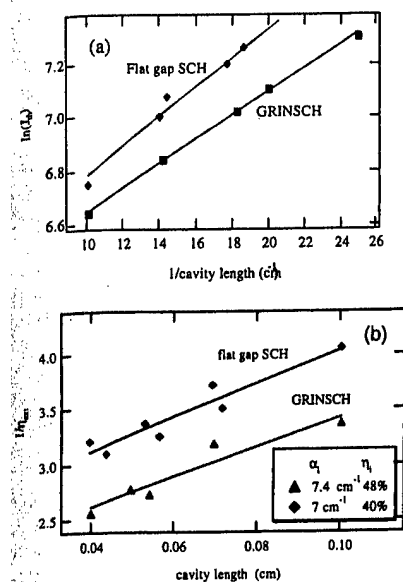 (a)
Flat gap SCH
GRINSCH
7.2
7.0
6.8
6.6
10
12
14
16
18
20
22
24
1/cavity length (cm
-1
(b)
flat gap SCH
GRINSCH
4.0
3.5
3.0
2.5
αi ηi
▲ 7.4 cm-1 48%
◆ 7 cm-1 40%
0.04
0.06
0.08
0.10
cavity length (cm)